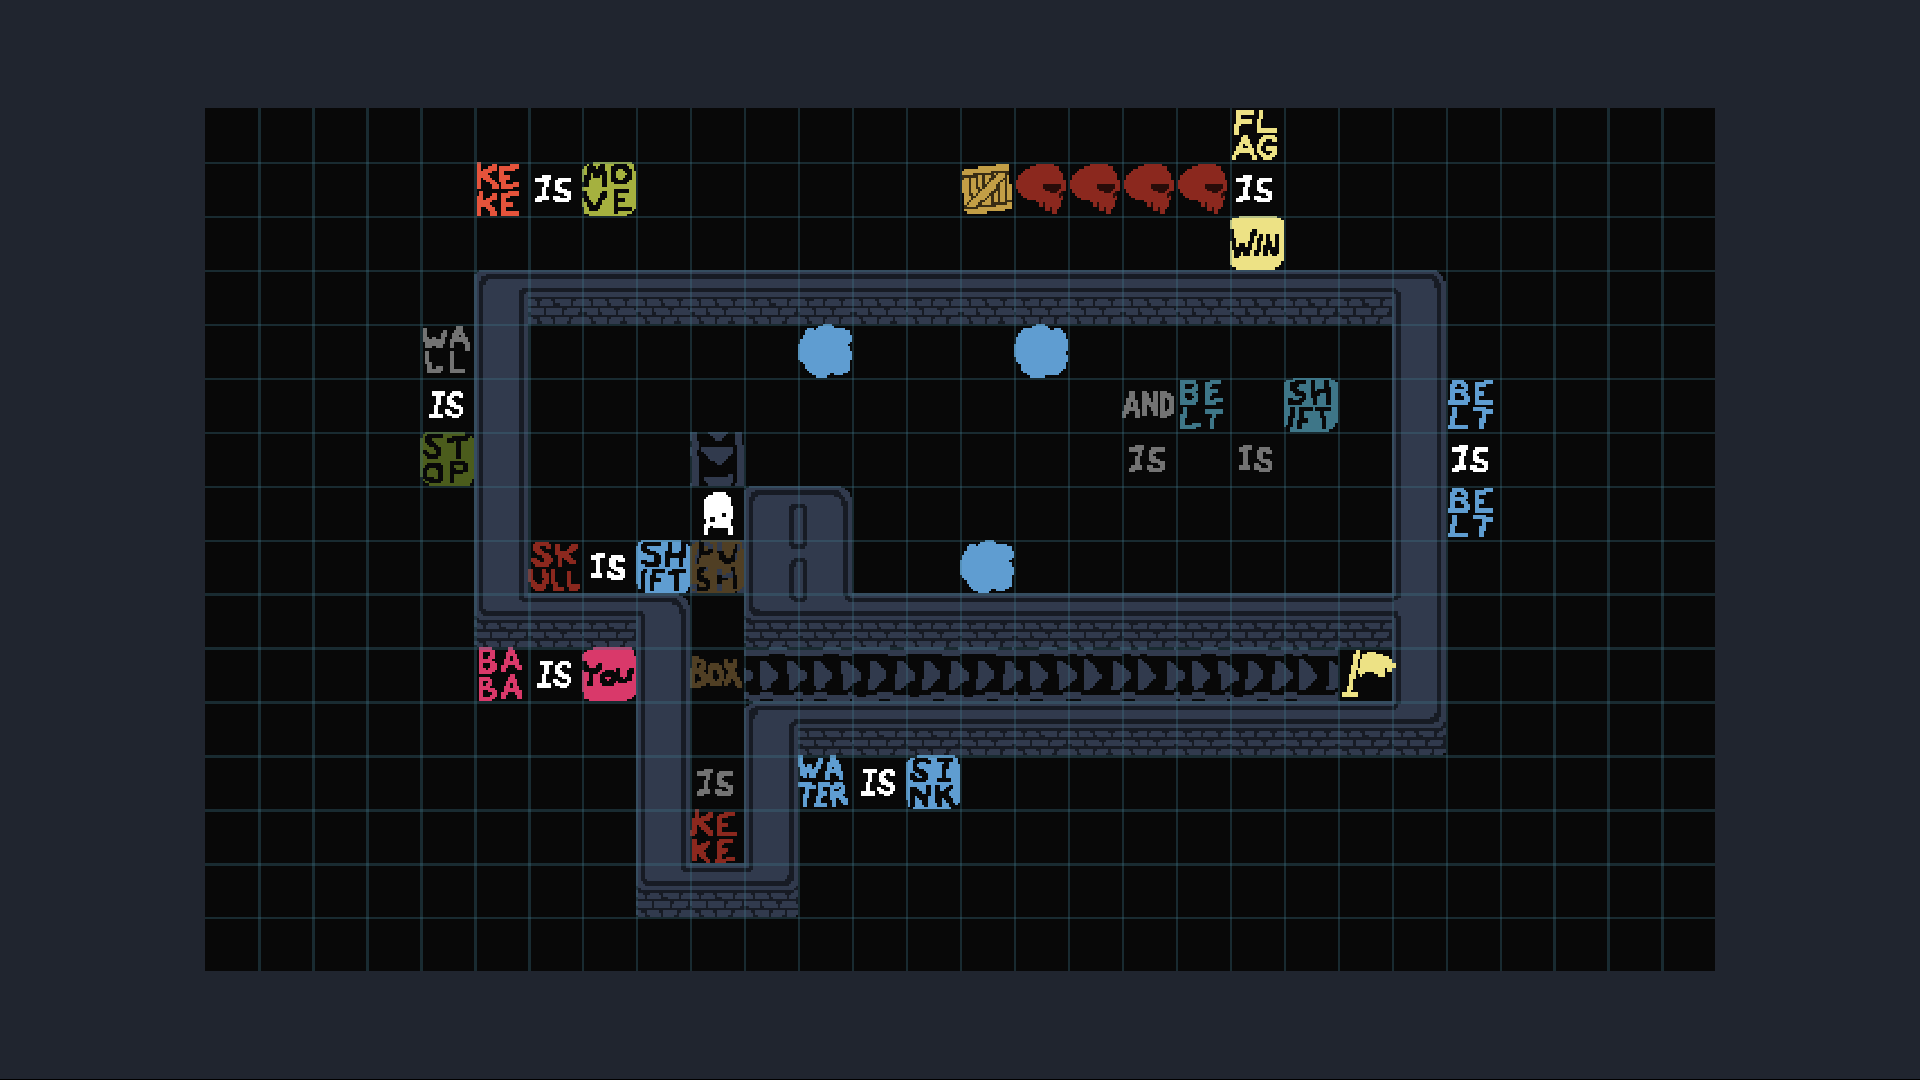 FLAG
KEKE IS MOVE IS
WIN
WALL
IS AND BELT SHIFT BELT
STOP IS IS IS
BELT
SKULL IS SHIFT PUSH
BABA IS YOU BOX
IS WATER IS SINK
KEKE